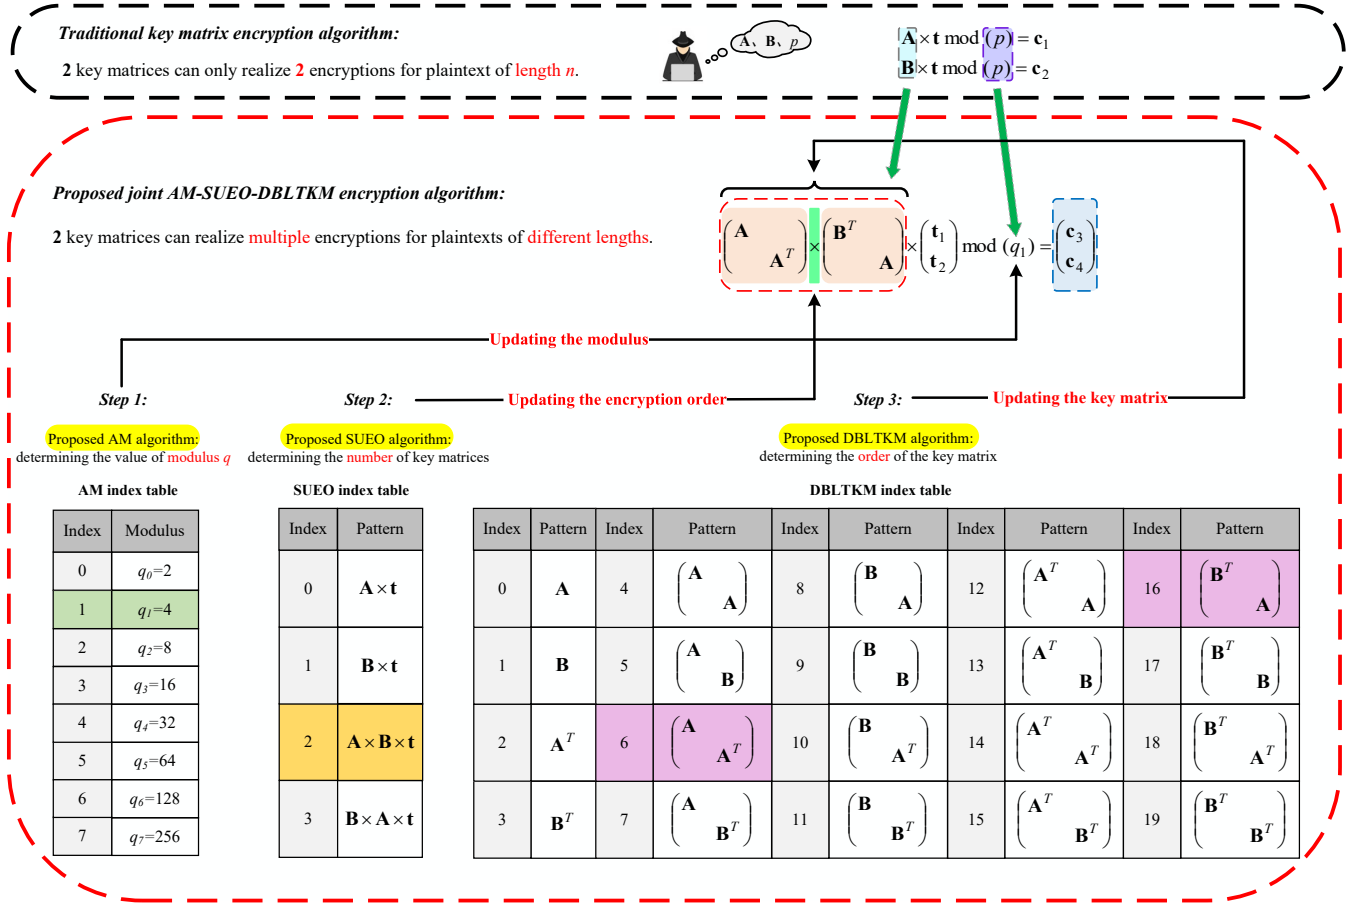 Traditional key matrix encryption algorithm:
2 key matrices can only realize 2 encryptions for plaintext of length n.
A、B、p
A × t mod (p) = c₁
B × t mod (p) = c₂
Proposed joint AM-SUEO-DBLTKM encryption algorithm:
2 key matrices can realize multiple encryptions for plaintexts of different lengths.
(A Aᵀ) × (Bᵀ A) × (t₁ t₂) mod (q₁) = (c₃ c₄)
Updating the modulus
Step 1:
Step 2:
Updating the encryption order
Step 3:
Updating the key matrix
Proposed AM algorithm:
determining the value of modulus q
Proposed SUEO algorithm:
determining the number of key matrices
Proposed DBLTKM algorithm:
determining the order of the key matrix
AM index table
Index Modulus
0 q₀=2
1 q₁=4
2 q₂=8
3 q₃=16
4 q₄=32
5 q₅=64
6 q₆=128
7 q₇=256
SUEO index table
Index Pattern
0 A × t
1 B × t
2 A × B × t
3 B × A × t
DBLTKM index table
Index Pattern Index Pattern Index Pattern Index Pattern Index Pattern
0 A 4 (A A) 8 (B A) 12 (Aᵀ A) 16 (Bᵀ A)
1 B 5 (A B) 9 (B B) 13 (Aᵀ B) 17 (Bᵀ B)
2 Aᵀ 6 (A Aᵀ) 10 (B Aᵀ) 14 (Aᵀ Aᵀ) 18 (Bᵀ Aᵀ)
3 Bᵀ 7 (A Bᵀ) 11 (B Bᵀ) 15 (Aᵀ Bᵀ) 19 (Bᵀ Bᵀ)